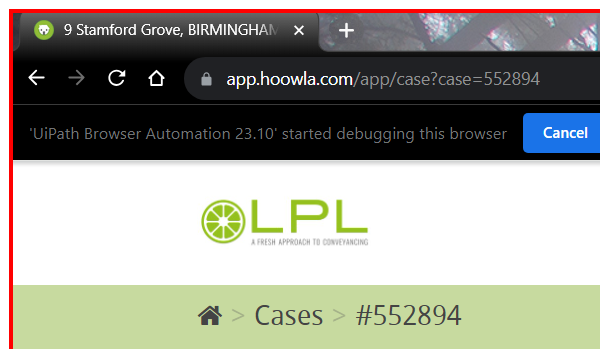 9 Stamford Grove, BIRMINGHAM
app.hoowla.com/app/case?case=552894
'UiPath Browser Automation 23.10' started debugging this browser
Cancel
LPL
A FRESH APPROACH TO CONVEYANCING
> Cases > #552894